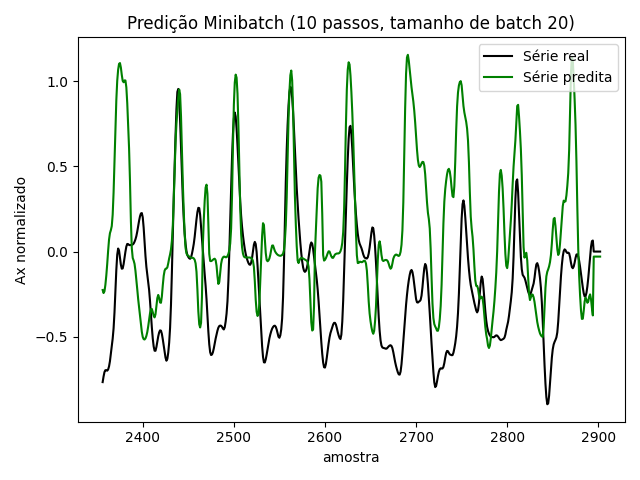 Predição Minibatch (10 passos, tamanho de batch 20)
Série real
Série predita
Ax normalizado
1.0
0.5
0.0
−0.5
2400 2500 2600 2700 2800 2900
amostra